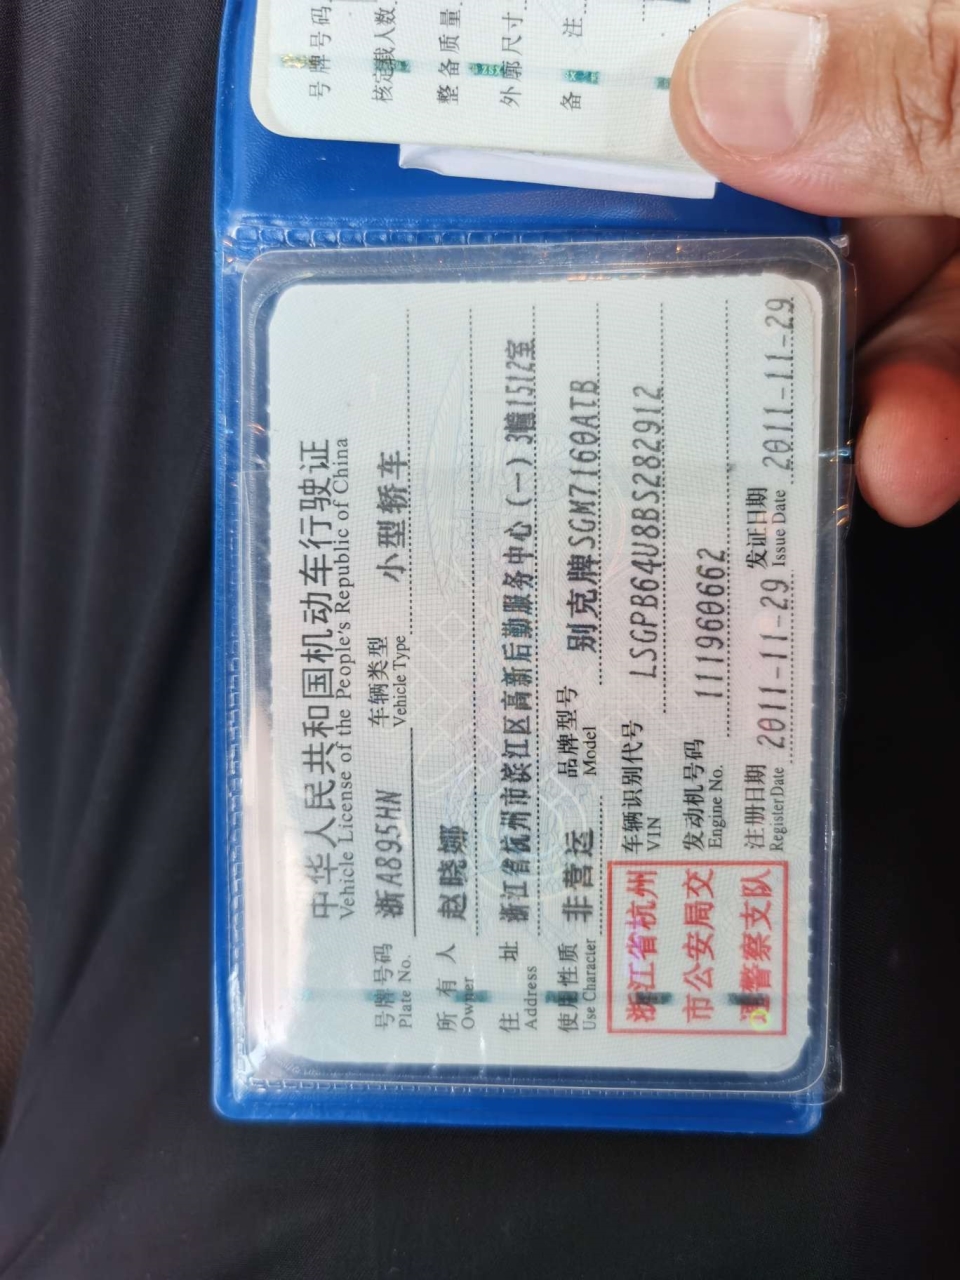 号牌号码
核定载人数
整备质量
外廓尺寸
备 注
中华人民共和国机动车行驶证
Vehicle License of the People's Republic of China
号牌号码 浙A895HN 车辆类型 小型轿车
Plate No. Vehicle Type
所有人 赵晓娜
Owner
住 址 浙江省杭州市滨江区高新后勤服务中心(一)3幢1512室
Address
使用性质 非营运 品牌型号 别克牌SGM7160ATB
Use Character Model
车辆识别代号 LSGPB64U8BS282912
VIN
发动机号码 111960662
Engine No.
注册日期 2011-11-29 发证日期 2011-11-29
Register Date Issue Date
浙江省杭州
市公安局交
通警察支队